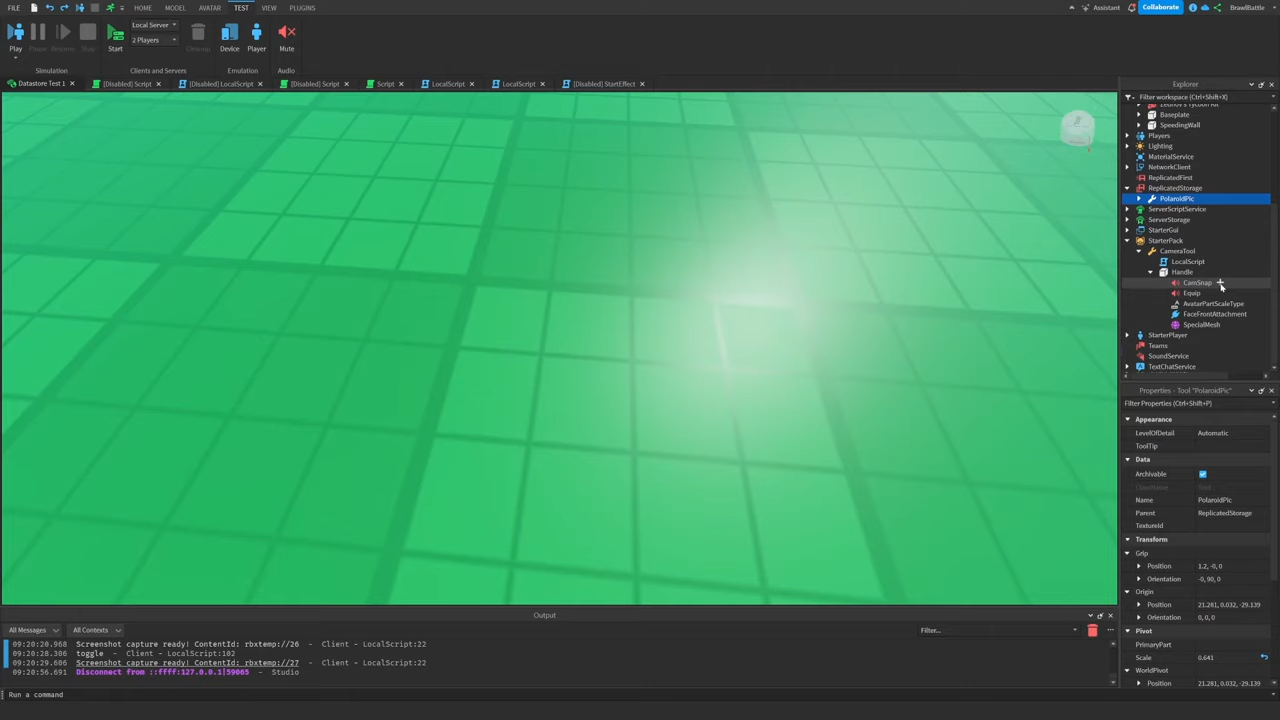 FILE HOME MODEL AVATAR TEST VIEW PLUGINS Assistant Collaborate BrawlBattle
Play Pause Resume Stop Start Local Server 2 Players Cleanup Device Player Mute
Simulation Clients and Servers Emulation Audio
Datastore Test 1 [Disabled] Script [Disabled] LocalScript [Disabled] Script Script LocalScript LocalScript [Disabled] StartEffect
Explorer
Filter workspace (Ctrl+Shift+X)
Baseplate
SpeedingWall
Players
Lighting
MaterialService
NetworkClient
ReplicatedFirst
ReplicatedStorage
PolaroidPic
ServerScriptService
ServerStorage
StarterGui
StarterPack
CameraTool
LocalScript
Handle
CamSnap
Equip
AvatarPartScaleType
FaceFrontAttachment
SpecialMesh
StarterPlayer
Teams
SoundService
TextChatService
Properties - Tool "PolaroidPic"
Filter Properties (Ctrl+Shift+P)
Appearance
LevelOfDetail Automatic
ToolTip
Data
Archivable
Name PolaroidPic
Parent ReplicatedStorage
TextureId
Transform
Grip
Position 1.2, -0, 0
Orientation -0, 90, 0
Origin
Position 21.281, 0.032, -29.139
Orientation 0, 0, 0
Pivot
PrimaryPart
Scale 0.641
WorldPivot
Position 21.281, 0.032, -29.139
Output
All Messages All Contexts Filter...
09:20:20.968 Screenshot capture ready! ContentId: rbxtemp://26 - Client - LocalScript:22
09:20:28.306 toggle - Client - LocalScript:102
09:20:29.606 Screenshot capture ready! ContentId: rbxtemp://27 - Client - LocalScript:22
09:20:56.691 Disconnect from ::ffff:127.0.0.1|59065 - Studio
Run a command